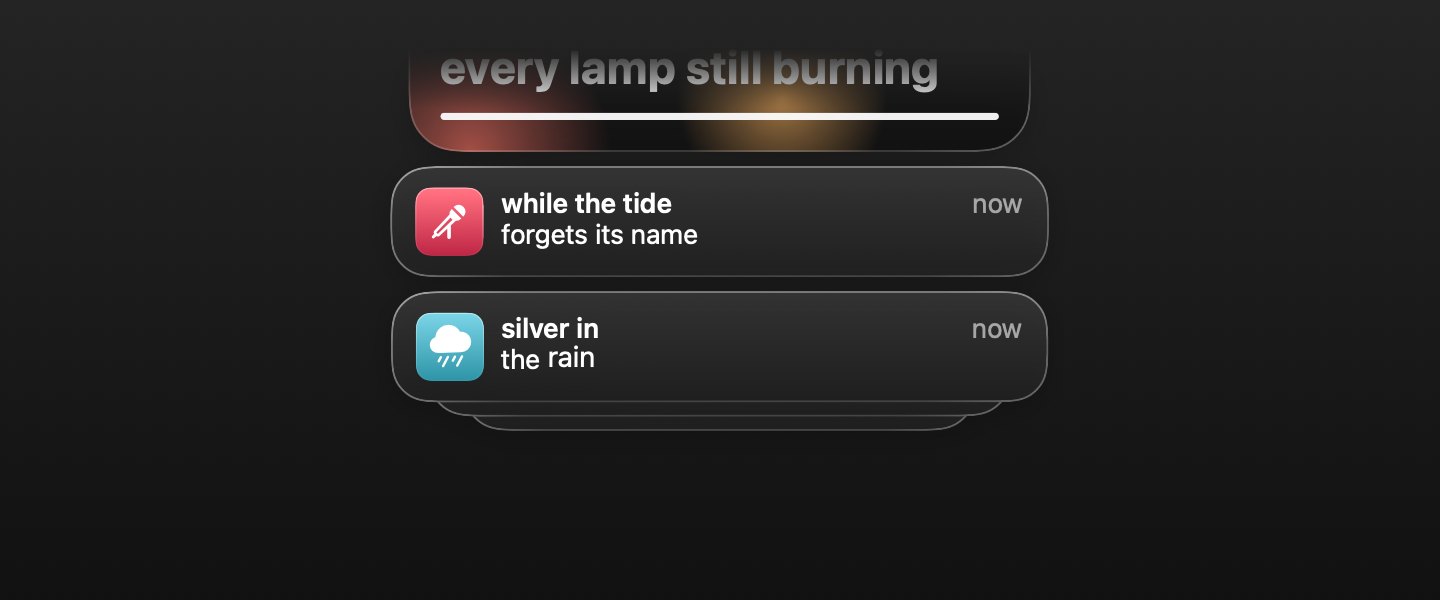 every lamp still burning
while the tide
now
forgets its name
silver in
now
the rain